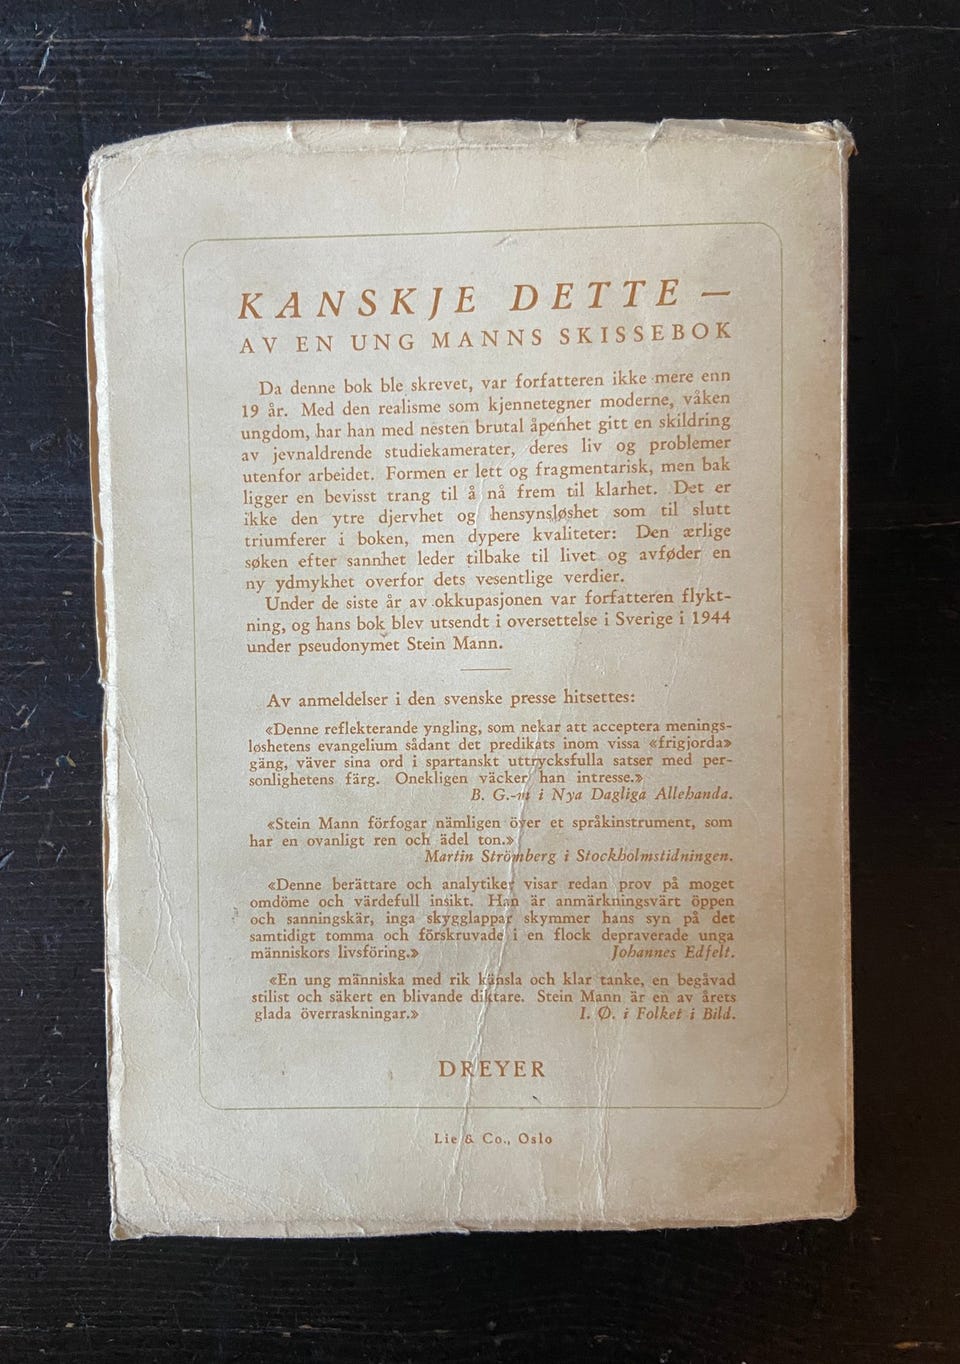 KANSKJE DETTE —
AV EN UNG MANNS SKISSEBOK
Da denne bok ble skrevet, var forfatteren ikke mere enn
19 år. Med den realisme som kjennetegner moderne, våken
ungdom, har han med nesten brutal åpenhet gitt en skildring
av jevnaldrende studiekamerater, deres liv og problemer
utenfor arbeidet. Formen er lett og fragmentarisk, men bak
ligger en bevisst trang til å nå frem til klarhet. Det er
ikke den ytre djervhet og hensynsløshet som til slutt
triumferer i boken, men dypere kvaliteter: Den ærlige
søken efter sannhet leder tilbake til livet og avføder en
ny ydmykhet overfor dets vesentlige verdier.
Under de siste år av okkupasjonen var forfatteren flykt-
ning, og hans bok blev utsendt i oversettelse i Sverige i 1944
under pseudonymet Stein Mann.
Av anmeldelser i den svenske presse hitsettes:
«Denne reflekterande yngling, som nekar att acceptera menings-
loshetens evangelium sådant det predikats inom vissa «frigjorda»
gäng, väver sina ord i spartanskt uttrycksfulla satser med per-
sonlighetens färg. Onekligen väcker han intresse.»
B. G.-m i Nya Dagliga Allehanda.
«Stein Mann förfogar nämligen över et språkinstrument, som
har en ovanligt ren och ädel ton.»
Martin Strömberg i Stockholmstidningen.
«Denne berättare och analytiker visar redan prov på moget
omdöme och värdefull insikt. Han är anmärkningsvärt öppen
och sanningskär, inga skygglappar skymmer hans syn på det
samtidigt tomma och förskruvade i en flock depraverade unga
människors livsföring.» Johannes Edfelt.
«En ung människa med rik känsla och klar tanke, en begåvad
stilist och säkert en blivande diktare. Stein Mann är en av årets
glada överraskningar.» I. Ø. i Folket i Bild.
DREYER
Lie & Co., Oslo